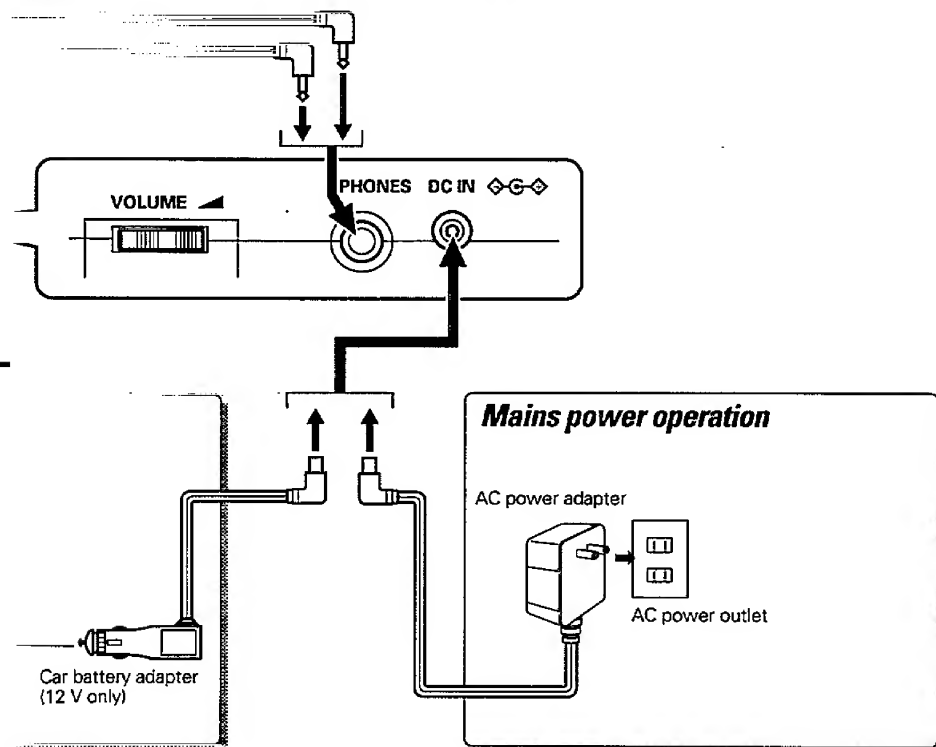 PHONES DC IN
VOLUME
Mains power operation
AC power adapter
AC power outlet
Car battery adapter
(12 V only)